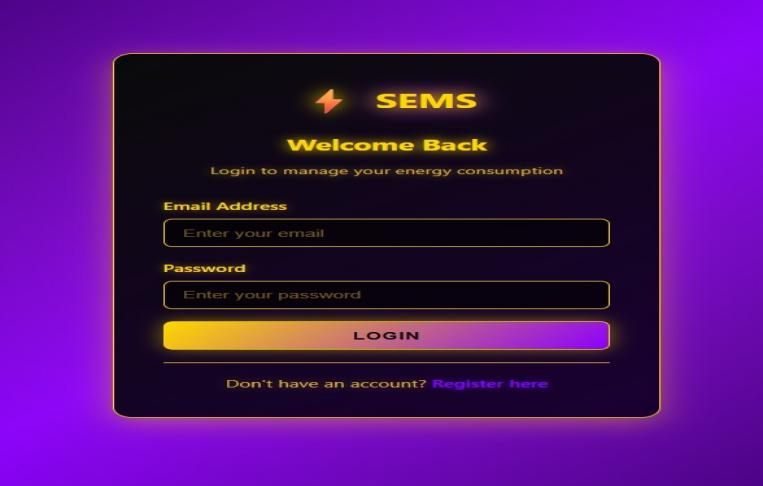 SEMS
Welcome Back
Login to manage your energy consumption
Email Address
Enter your email
Password
Enter your password
LOGIN
Don't have an account? Register here